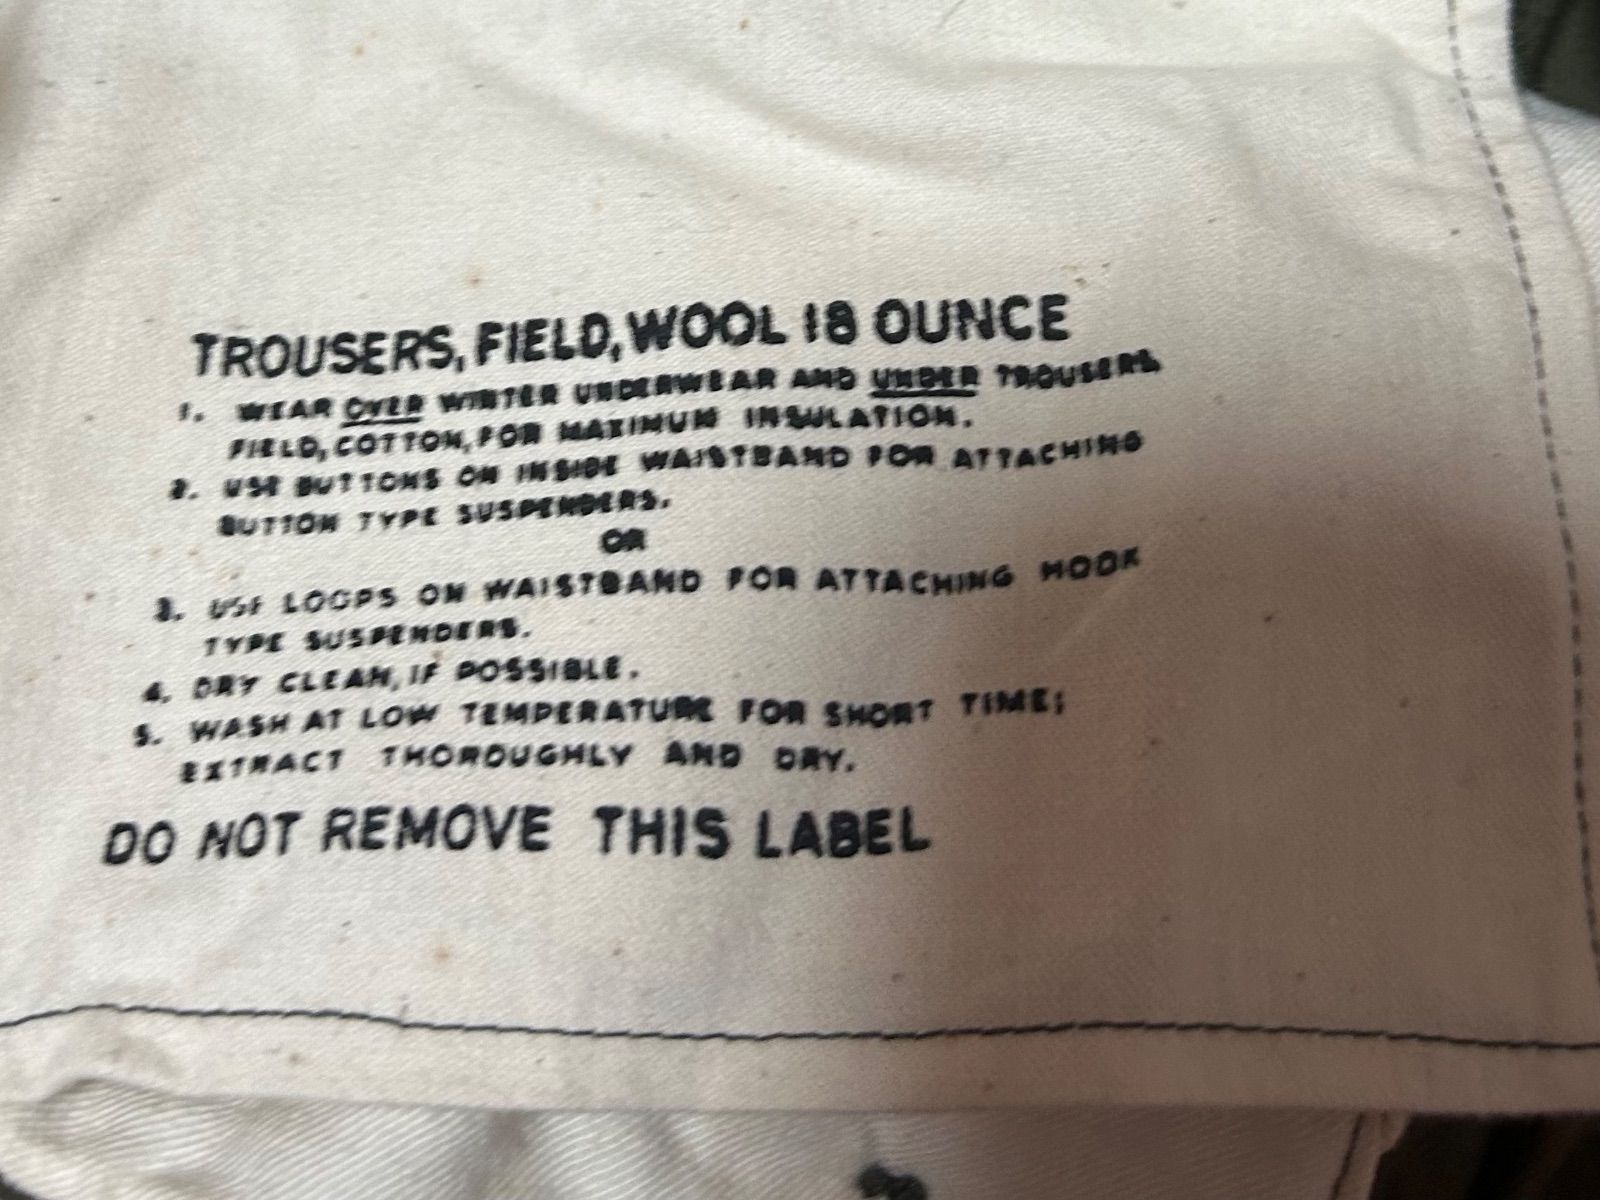 TROUSERS, FIELD, WOOL 18 OUNCE
1. WEAR OVER WINTER UNDERWEAR AND UNDER TROUSERS
FIELD, COTTON, FOR MAXIMUM INSULATION.
2. USE BUTTONS ON INSIDE WAISTBAND FOR ATTACHING
BUTTON TYPE SUSPENDERS.
OR
3. USE LOOPS ON WAISTBAND FOR ATTACHING HOOK
TYPE SUSPENDERS.
4. DRY CLEAN, IF POSSIBLE.
5. WASH AT LOW TEMPERATURE FOR SHORT TIME;
EXTRACT THOROUGHLY AND DRY.
DO NOT REMOVE THIS LABEL